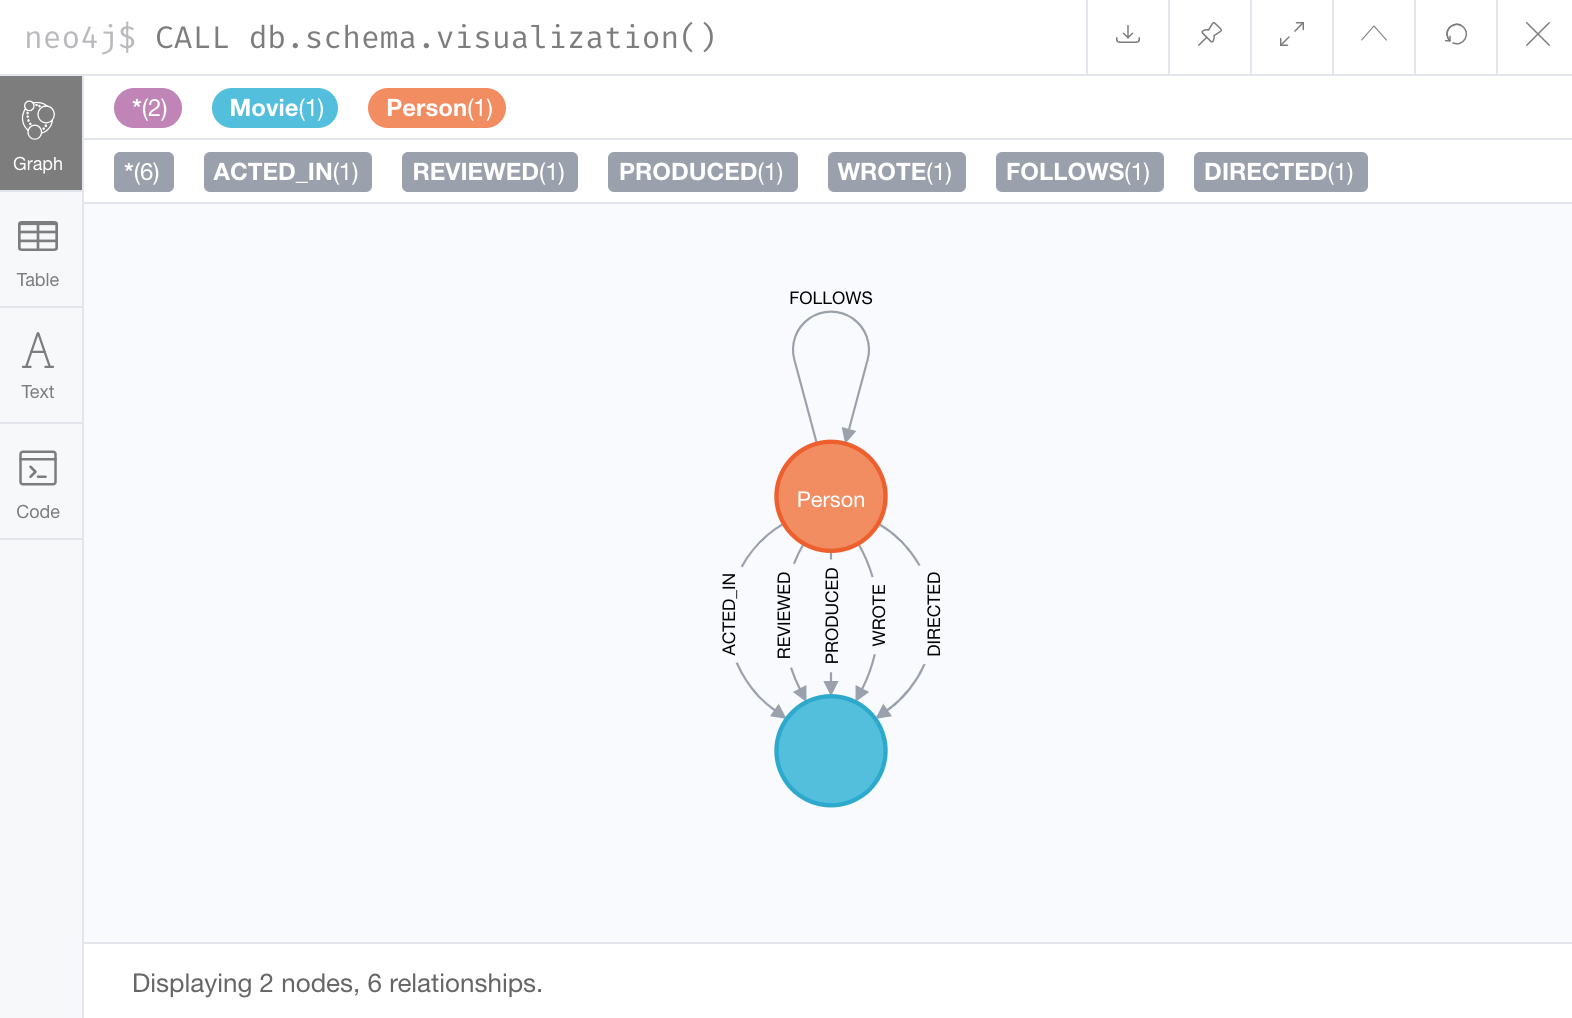 neo4j$ CALL db.schema.visualization()
*(2) Movie(1) Person(1)
*(6) ACTED_IN(1) REVIEWED(1) PRODUCED(1) WROTE(1) FOLLOWS(1) DIRECTED(1)
Graph
Table
Text
Code
FOLLOWS
Person
ACTED_IN
REVIEWED
PRODUCED
WROTE
DIRECTED
Displaying 2 nodes, 6 relationships.